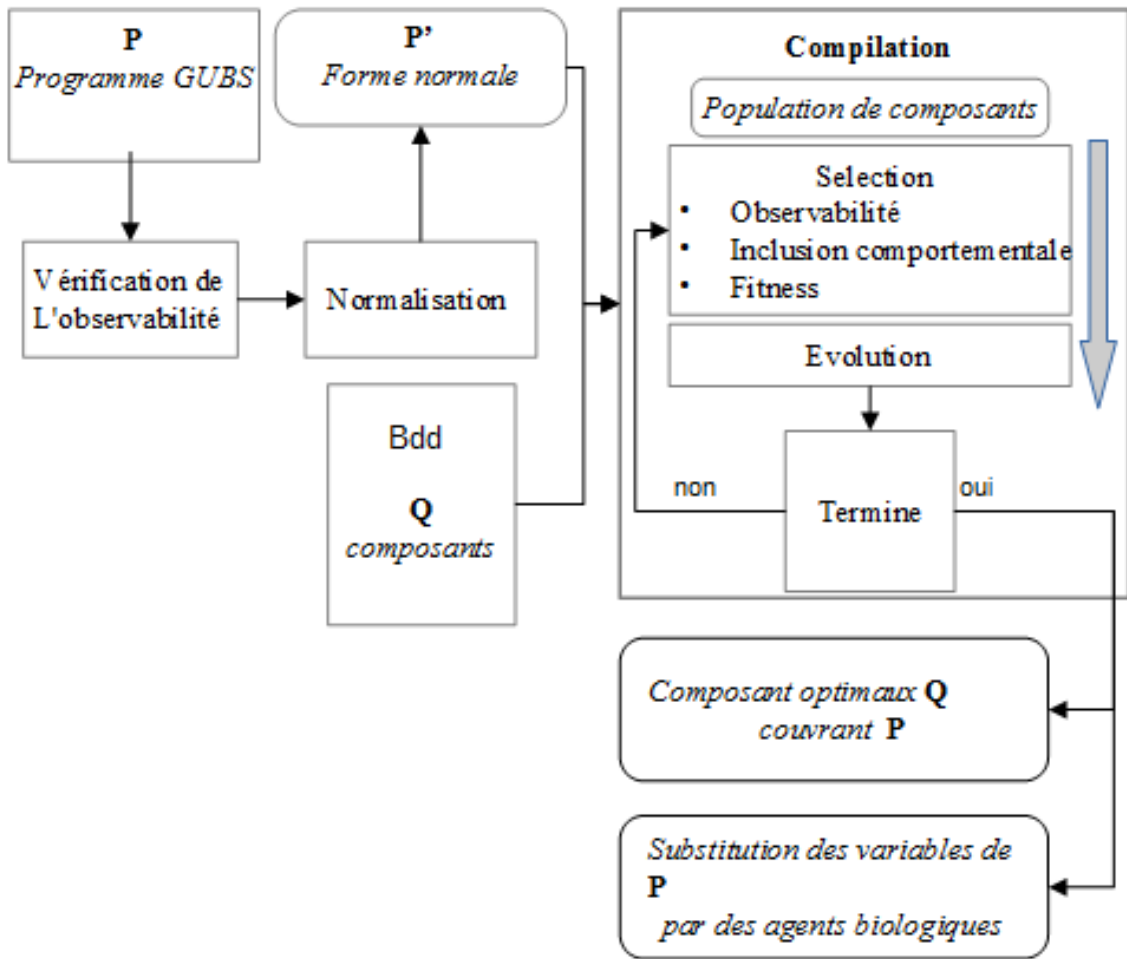 P
Programme GUBS
P’
Forme normale
Vérification de
L'observabilité
Normalisation
Bdd
Q
composants
Compilation
Population de composants
Selection
• Observabilité
• Inclusion comportementale
• Fitness
Evolution
non
oui
Termine
Composant optimaux Q
couvrant P
Substitution des variables de
P
par des agents biologiques